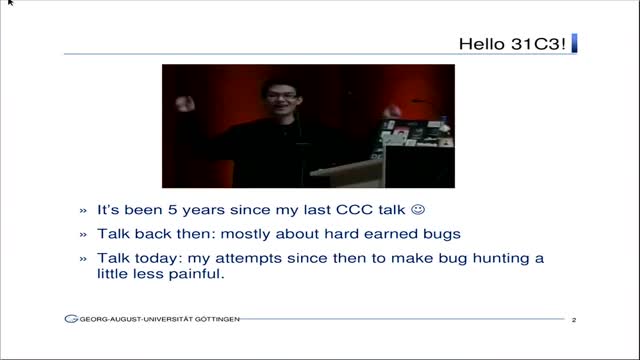 Hello 31C3!
» It's been 5 years since my last CCC talk ☺
» Talk back then: mostly about hard earned bugs
» Talk today: my attempts since then to make bug hunting a
little less painful.
GEORG-AUGUST-UNIVERSITÄT GÖTTINGEN
2